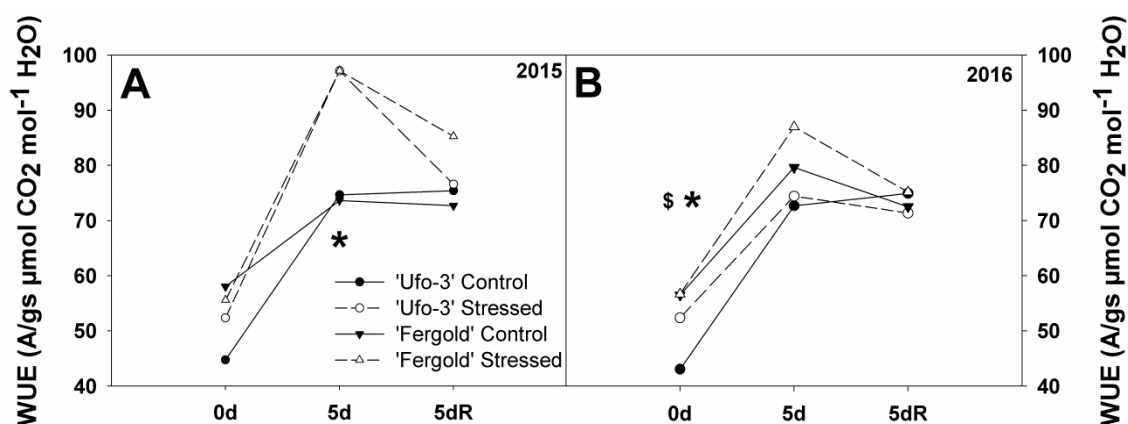 WUE (A/gs µmol CO2 mol-1 H2O)
100
90
80
70
60
50
40
A
2015
*
'Ufo-3' Control
'Ufo-3' Stressed
'Fergold' Control
'Fergold' Stressed
0d
5d
5dR
B
2016
$ *
0d
5d
5dR
100
90
80
70
60
50
40
WUE (A/gs µmol CO2 mol-1 H2O)